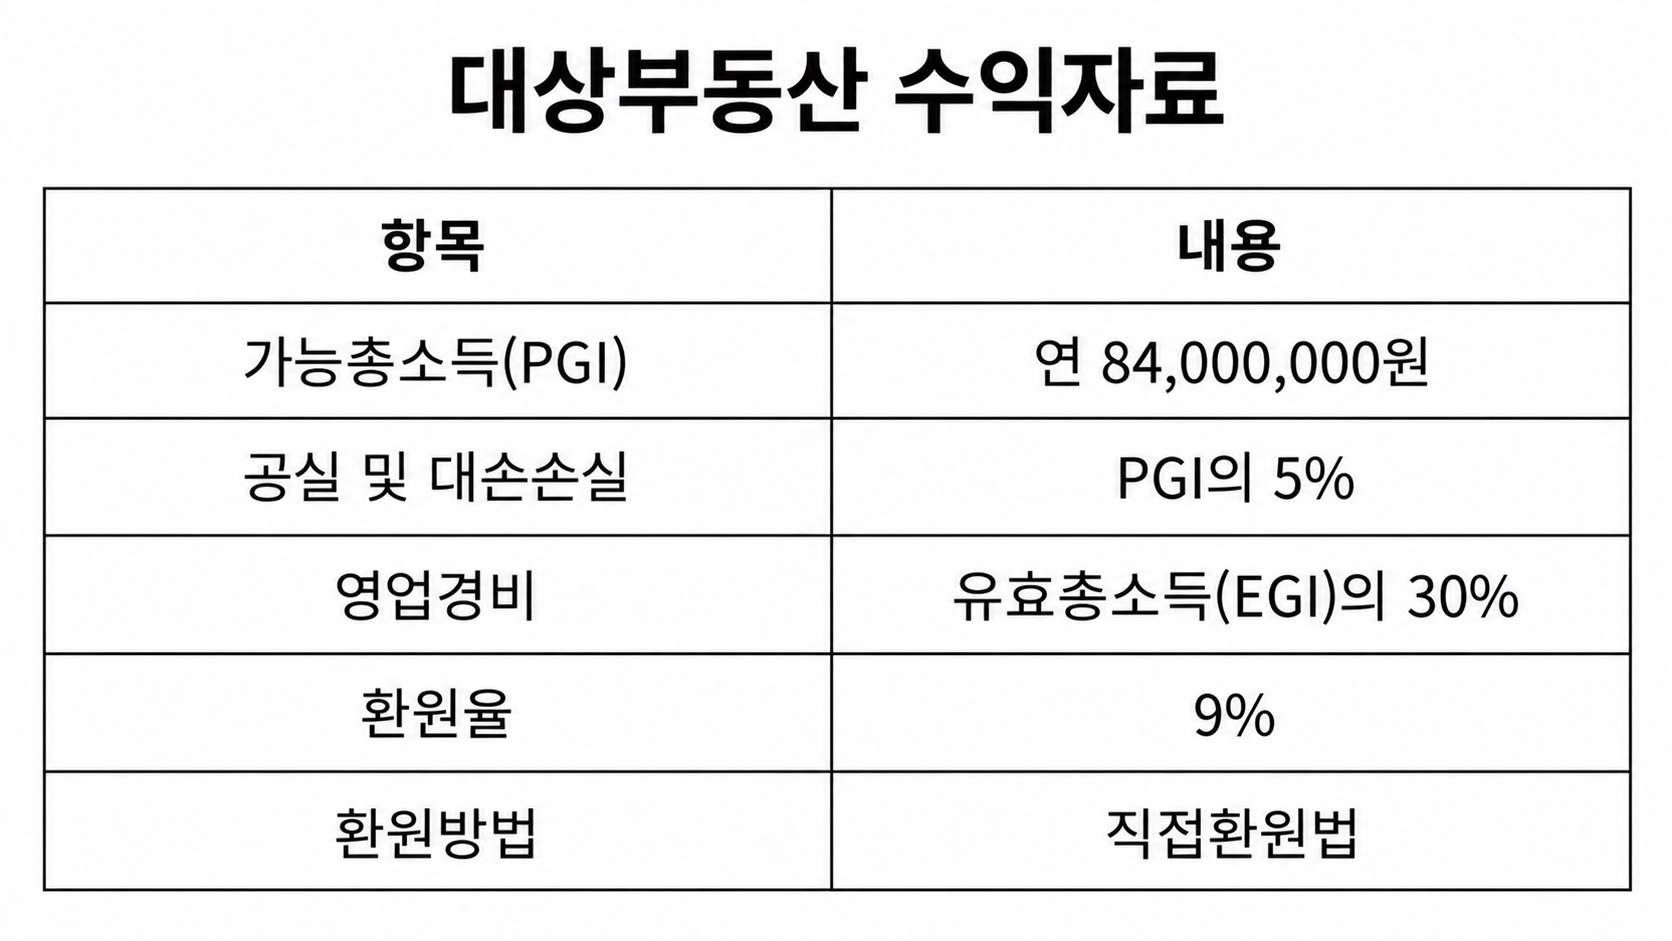 대상부동산 수익자료
항목 내용
가능총소득(PGI) 연 84,000,000원
공실 및 대손손실 PGI의 5%
영업경비 유효총소득(EGI)의 30%
환원율 9%
환원방법 직접환원법